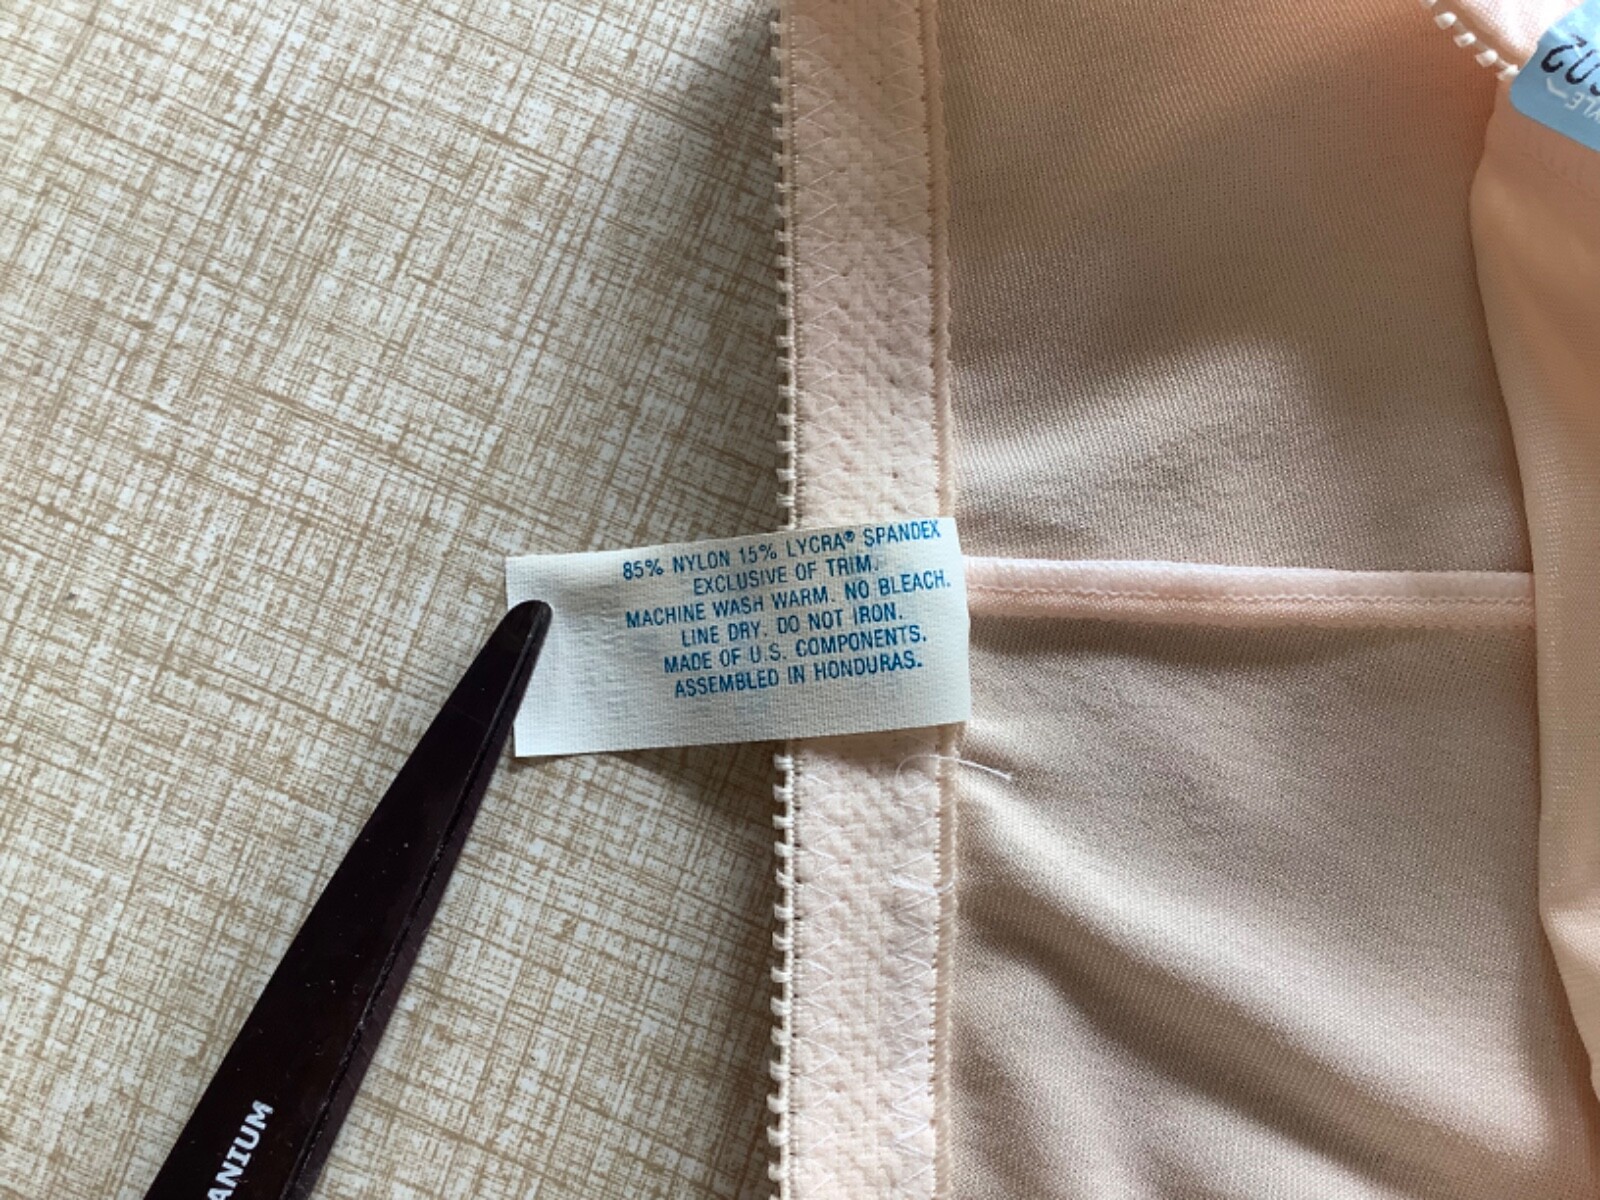 85% NYLON 15% LYCRA® SPANDEX
EXCLUSIVE OF TRIM.
MACHINE WASH WARM. NO BLEACH.
LINE DRY. DO NOT IRON.
MADE OF U.S. COMPONENTS.
ASSEMBLED IN HONDURAS.
ANIUM